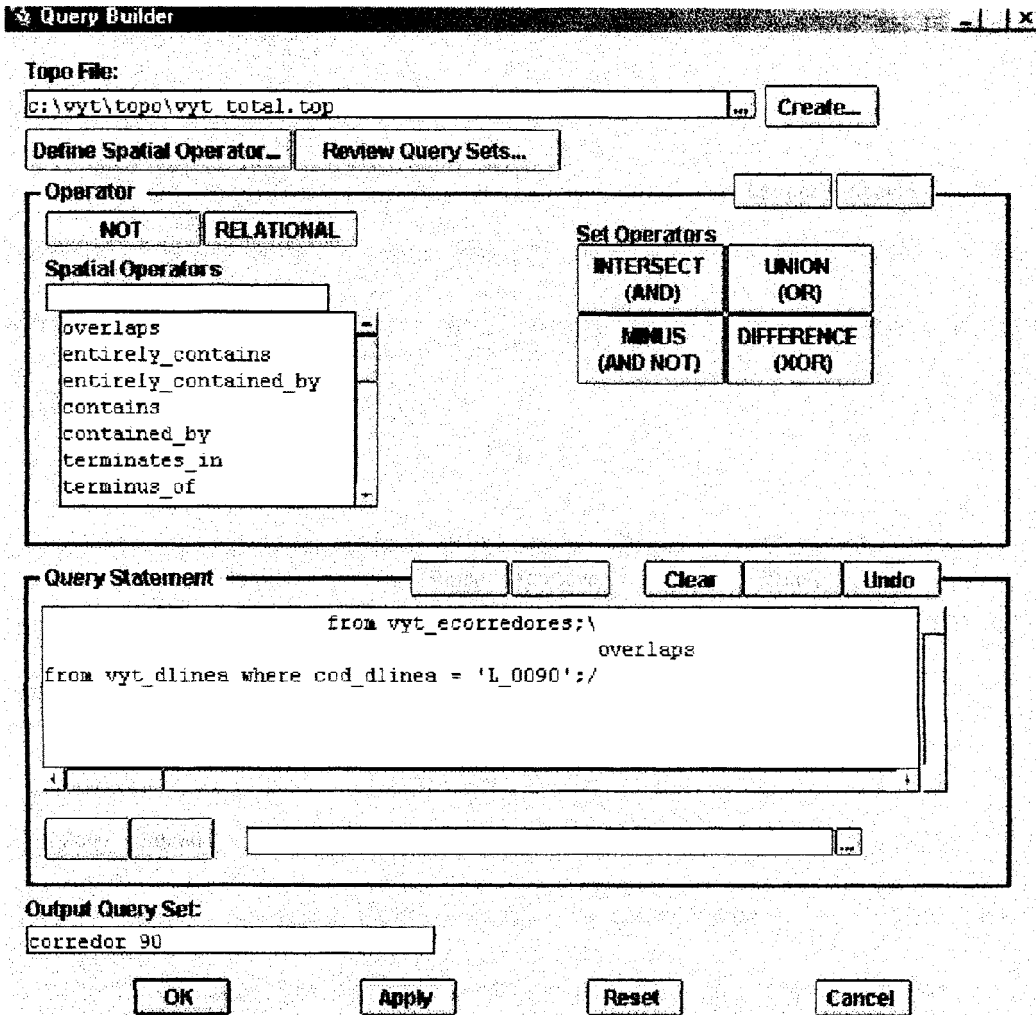 Query Builder
Topo File:
c:\vyt\topo\vyt_total.top
... Create...
Define Spatial Operator... Review Query Sets...
Operator
NOT RELATIONAL
Spatial Operators
Set Operators
INTERSECT (AND)
UNION (OR)
MINUS (AND NOT)
DIFFERENCE (XOR)
overlaps
entirely_contains
entirely_contained_by
contains
contained_by
terminates_in
terminus_of
Query Statement
Clear Undo
from vyt_ecorredores;\
overlaps
from vyt_dlinea where cod_dlinea = 'L_0090';/
...
Output Query Set:
corredor_90
OK Apply Reset Cancel